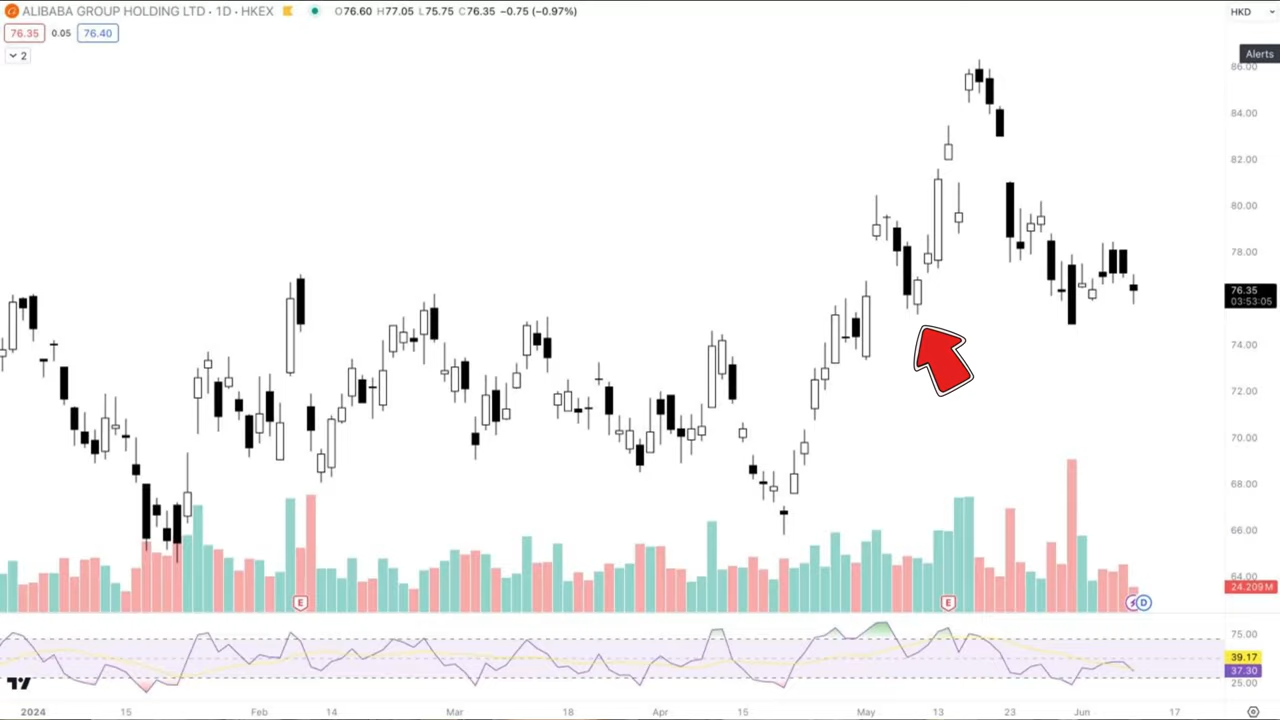 ALIBABA GROUP HOLDING LTD · 1D · HKEX O76.60 H77.05 L75.75 C76.35 −0.75 (−0.97%)
HKD
76.35 0.05 76.40
2
Alerts
86.00
84.00
82.00
80.00
78.00
76.35
03:53:05
74.00
72.00
70.00
68.00
66.00
64.00
24.209M
E E D
75.00
39.17
37.30
25.00
2024 15 Feb 14 Mar 18 Apr 15 May 13 23 Jun 17